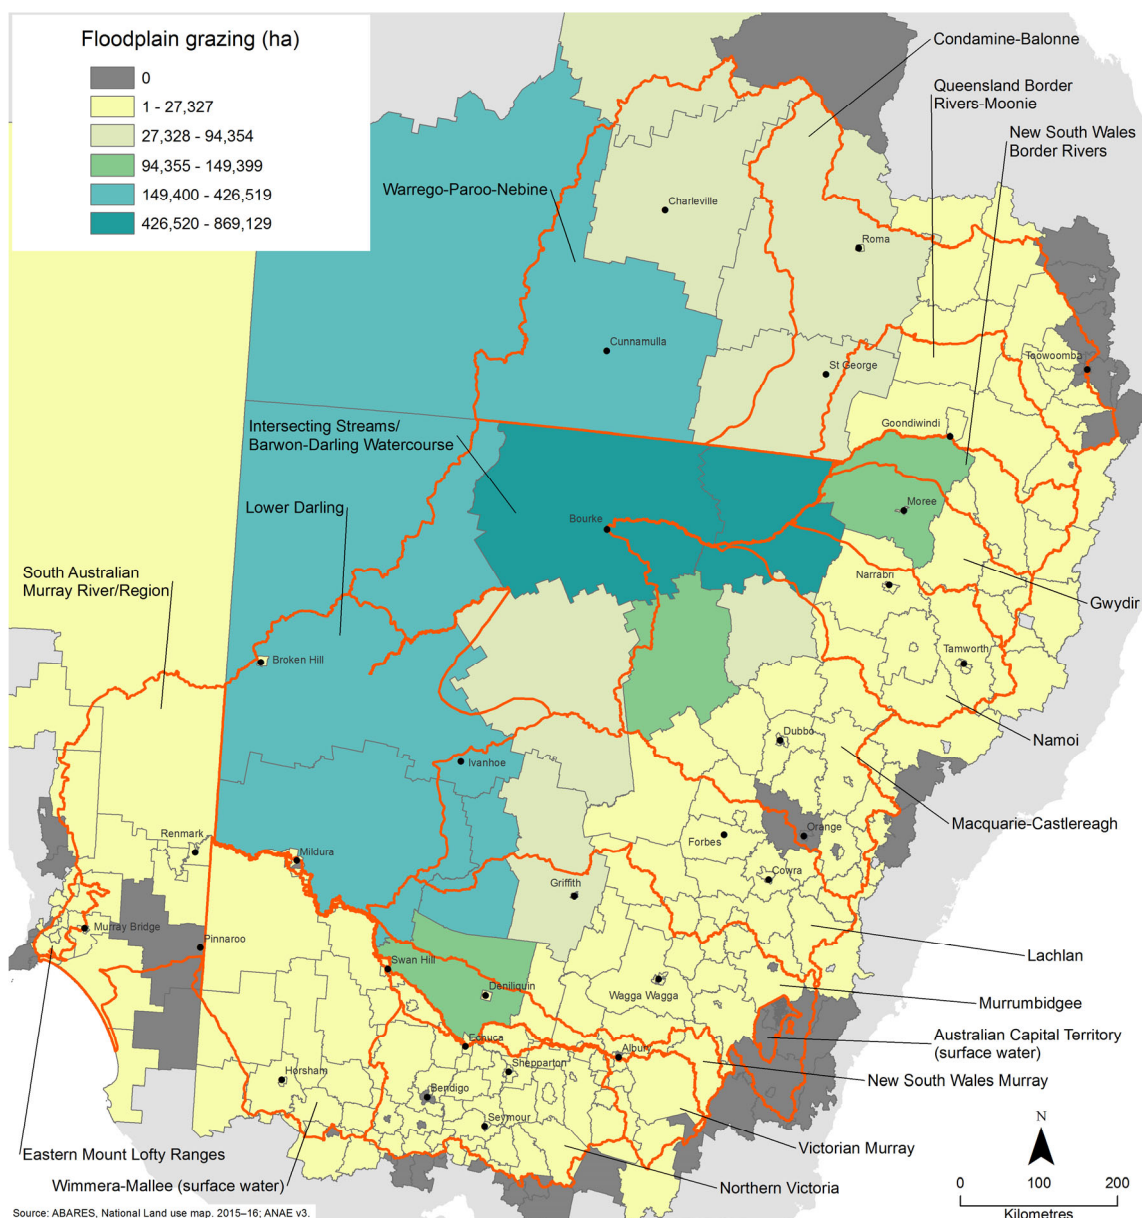 Floodplain grazing (ha)
0
1 - 27,327
27,328 - 94,354
94,355 - 149,399
149,400 - 426,519
426,520 - 869,129
Condamine-Balonne
Queensland Border
Rivers-Moonie
New South Wales
Border Rivers
Warrego-Paroo-Nebine
Charleville
Roma
Cunnamulla
St George
Toowoomba
Intersecting Streams/
Barwon-Darling Watercourse
Goondiwindi
Lower Darling
Moree
Bourke
South Australian
Murray River/Region
Narrabri
Gwydir
Broken Hill
Tamworth
Namoi
Dubbo
Ivanhoe
Macquarie-Castlereagh
Renmark
Mildura
Forbes
Orange
Cowra
Griffith
Murray Bridge
Pinnaroo
Lachlan
Swan Hill
Deniliquin
Wagga Wagga
Murrumbidgee
Australian Capital Territory
(surface water)
Echuca
Albury
New South Wales Murray
Horsham
Shepparton
Bendigo
Seymour
Victorian Murray
Eastern Mount Lofty Ranges
Wimmera-Mallee (surface water)
Northern Victoria
N
0 100 200
Kilometres
Source: ABARES, National Land use map, 2015–16; ANAE v3.